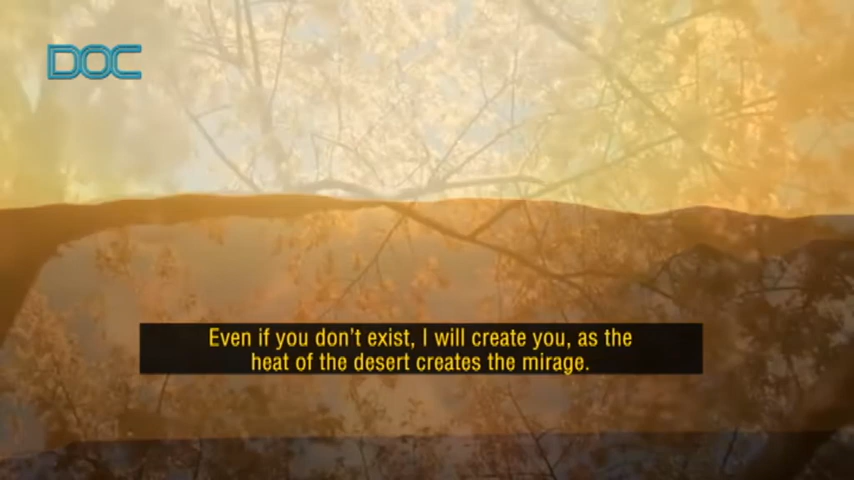 DOC
Even if you don't exist, I will create you, as the
heat of the desert creates the mirage.